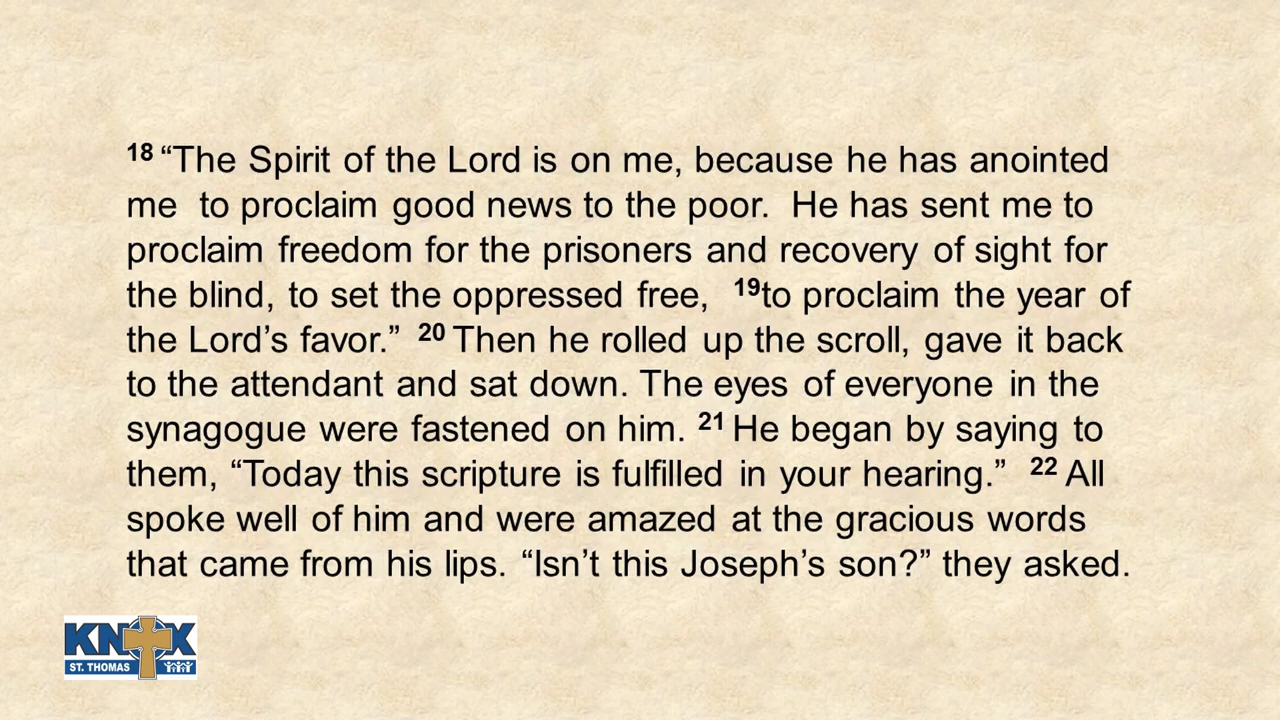 18 “The Spirit of the Lord is on me, because he has anointed
me to proclaim good news to the poor. He has sent me to
proclaim freedom for the prisoners and recovery of sight for
the blind, to set the oppressed free, 19to proclaim the year of
the Lord’s favor.” 20 Then he rolled up the scroll, gave it back
to the attendant and sat down. The eyes of everyone in the
synagogue were fastened on him. 21 He began by saying to
them, “Today this scripture is fulfilled in your hearing.” 22 All
spoke well of him and were amazed at the gracious words
that came from his lips. “Isn’t this Joseph’s son?” they asked.
KNOX
ST. THOMAS